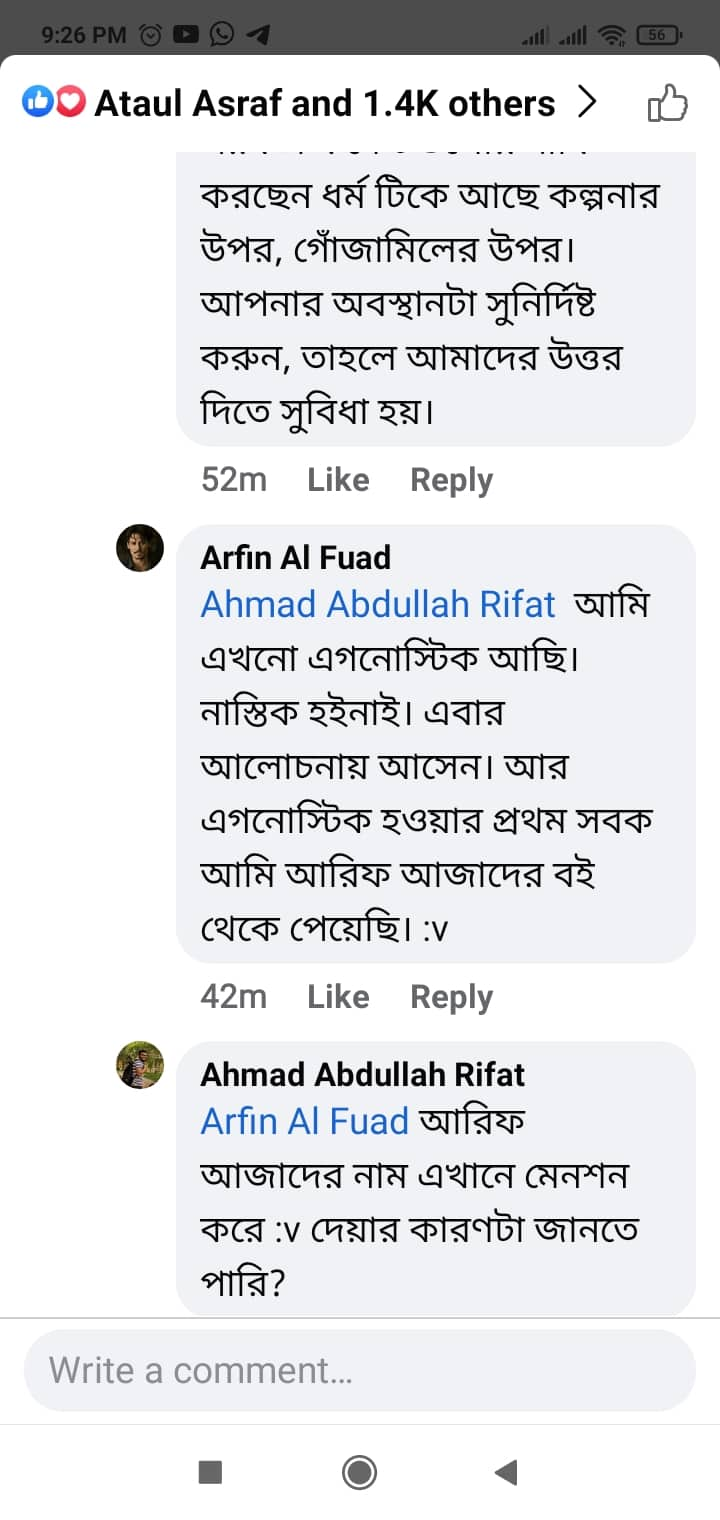 9:26 PM
56
Ataul Asraf and 1.4K others
করছেন ধর্ম টিকে আছে কল্পনার
উপর, গোঁজামিলের উপর।
আপনার অবস্থানটা সুনির্দিষ্ট
করুন, তাহলে আমাদের উত্তর
দিতে সুবিধা হয়।
52m Like Reply
Arfin Al Fuad
Ahmad Abdullah Rifat আমি
এখনো এগনোস্টিক আছি।
নাস্তিক হইনাই। এবার
আলোচনায় আসেন। আর
এগনোস্টিক হওয়ার প্রথম সবক
আমি আরিফ আজাদের বই
থেকে পেয়েছি। :v
42m Like Reply
Ahmad Abdullah Rifat
Arfin Al Fuad আরিফ
আজাদের নাম এখানে মেনশন
করে :v দেয়ার কারণটা জানতে
পারি?
Write a comment...